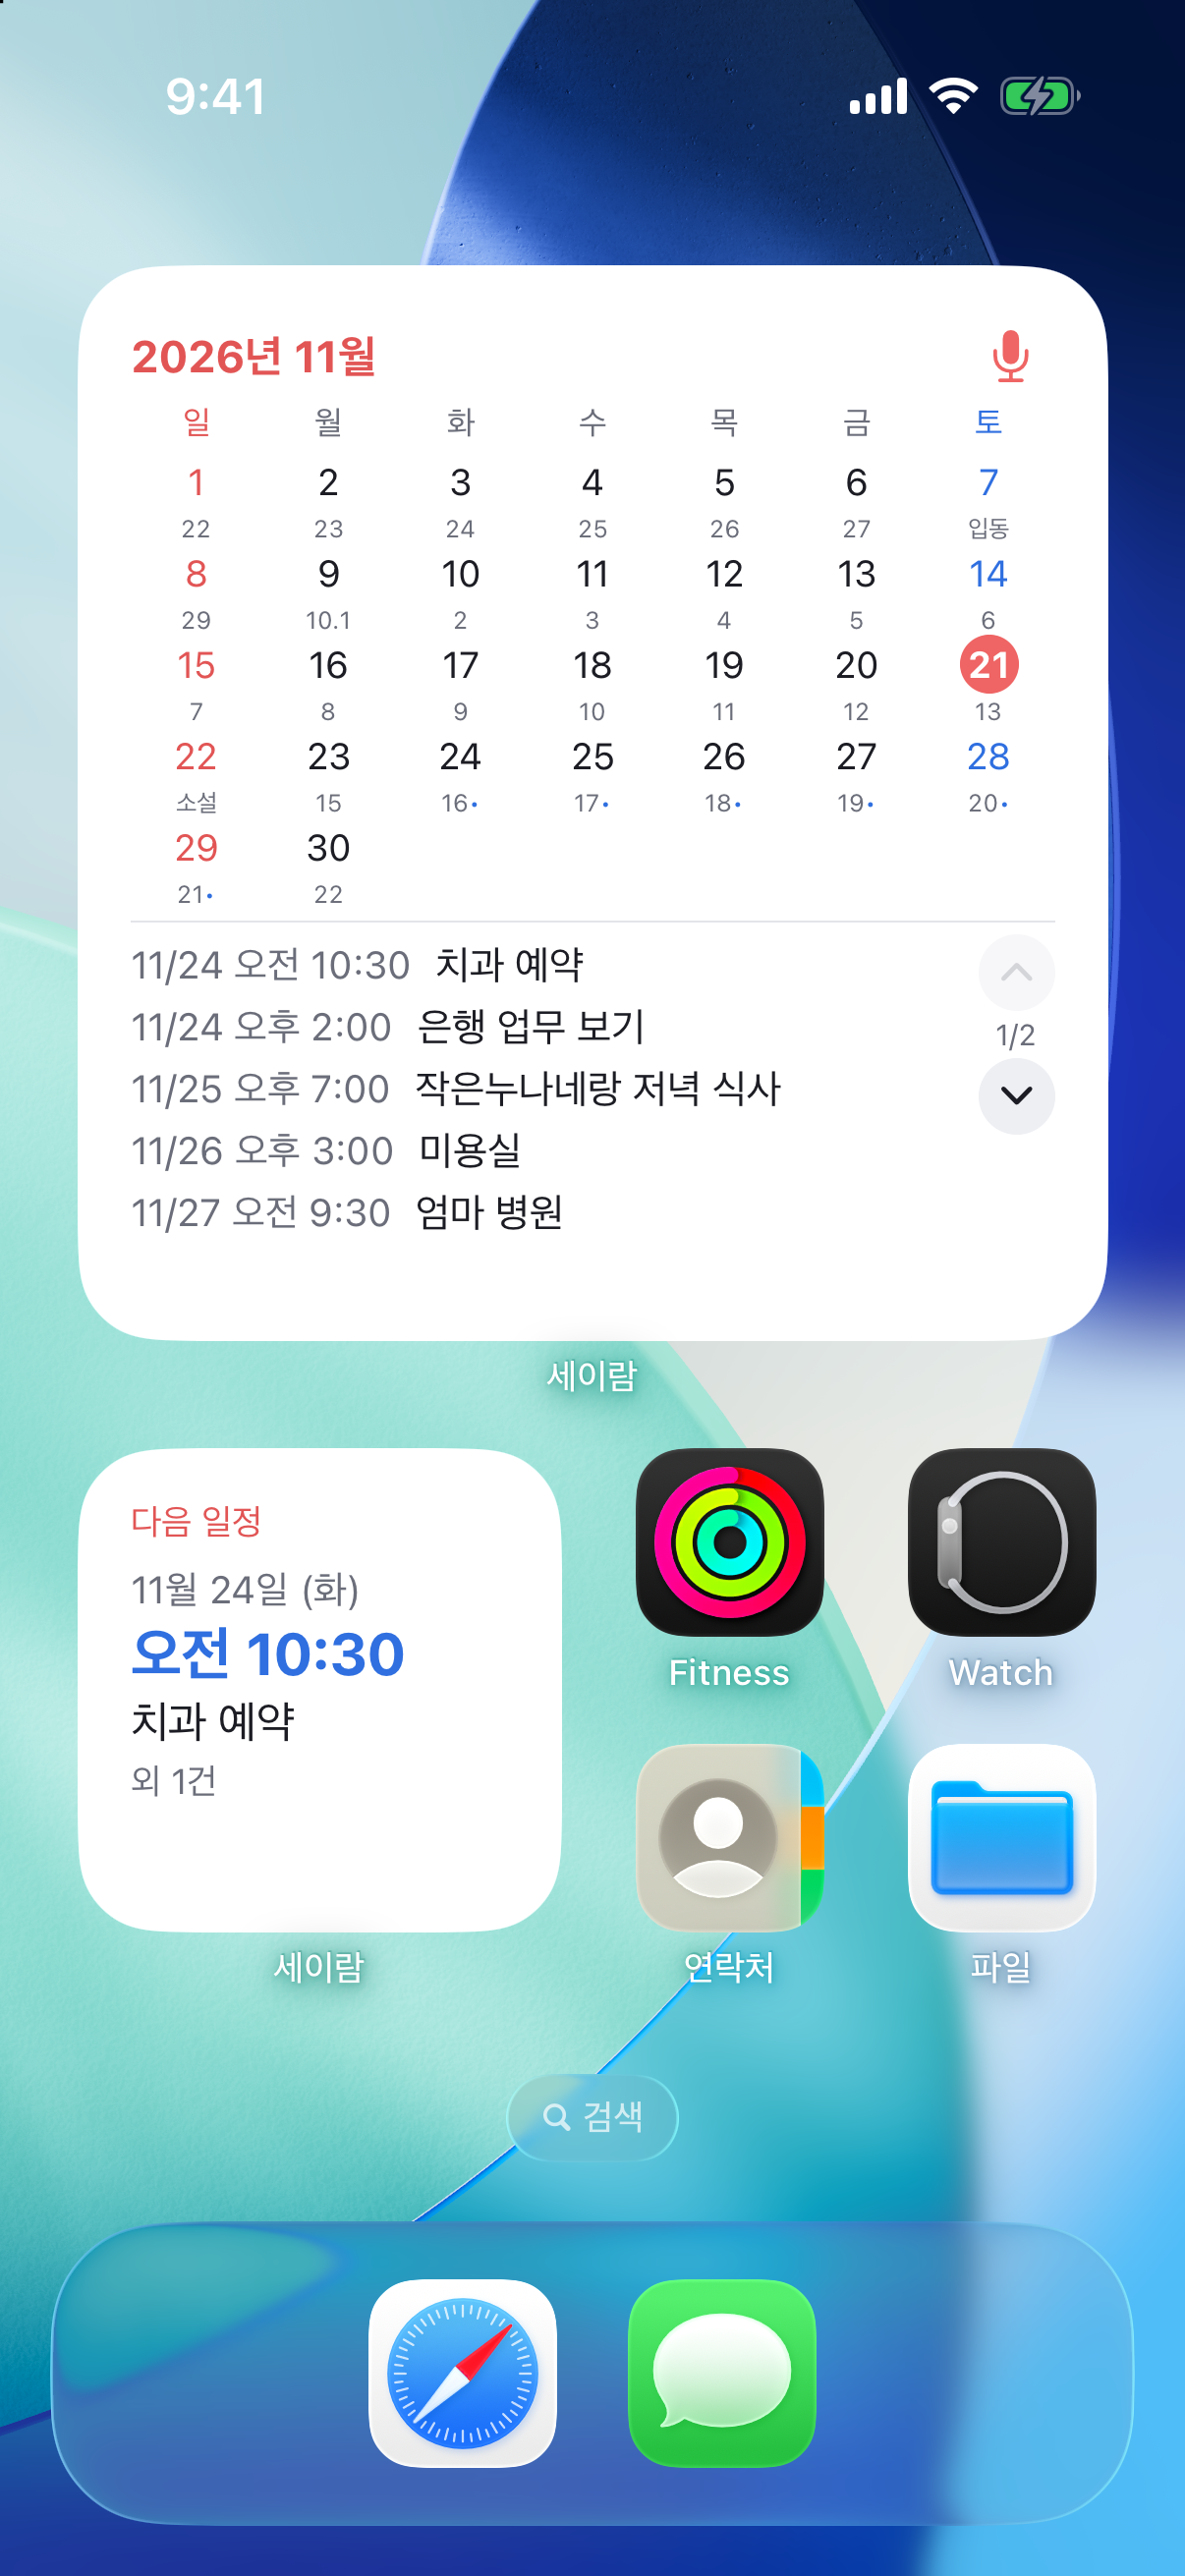 9:41
2026년 11월
일 월 화 수 목 금 토
1 2 3 4 5 6 7
22 23 24 25 26 27 입동
8 9 10 11 12 13 14
29 10.1 2 3 4 5 6
15 16 17 18 19 20 21
7 8 9 10 11 12 13
22 23 24 25 26 27 28
소설 15 16• 17• 18• 19• 20•
29 30
21• 22
11/24 오전 10:30 치과 예약
11/24 오후 2:00 은행 업무 보기
1/2
11/25 오후 7:00 작은누나네랑 저녁 식사
11/26 오후 3:00 미용실
11/27 오전 9:30 엄마 병원
세이람
다음 일정
11월 24일 (화)
오전 10:30
치과 예약
외 1건
세이람
Fitness Watch
연락처 파일
검색